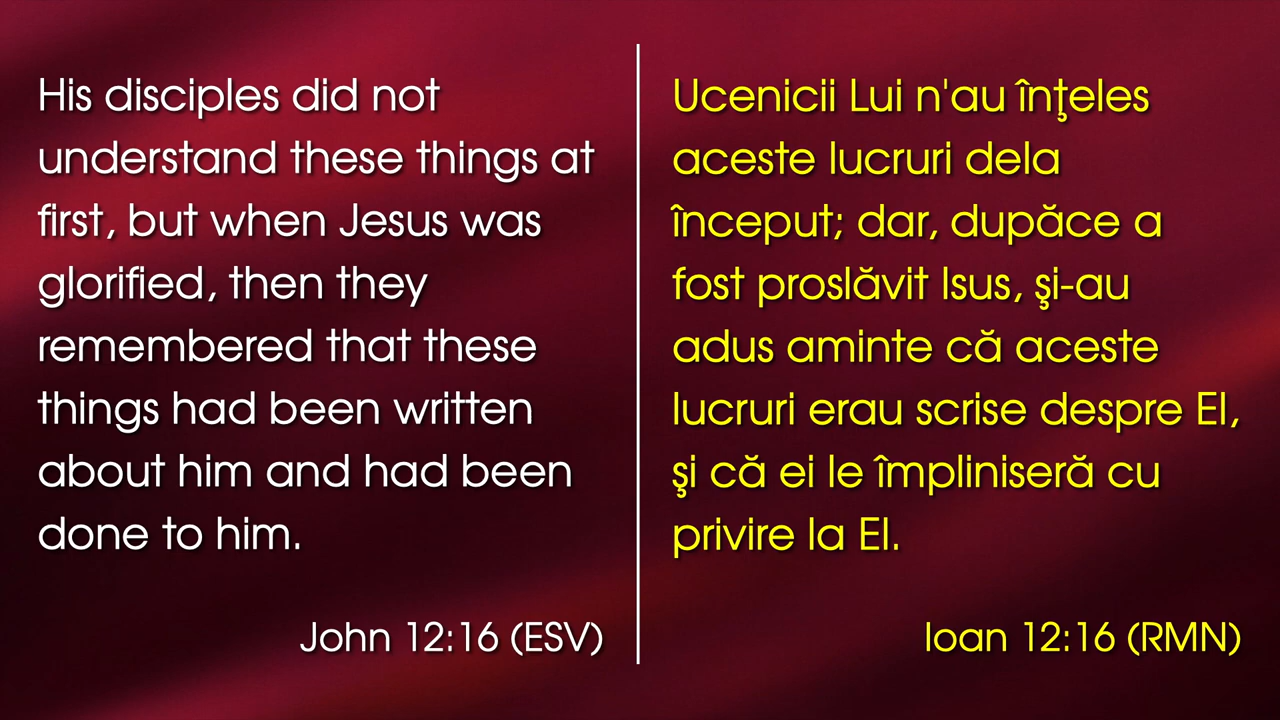 His disciples did not
understand these things at
first, but when Jesus was
glorified, then they
remembered that these
things had been written
about him and had been
done to him.
John 12:16 (ESV)
Ucenicii Lui n'au înţeles
aceste lucruri dela
început; dar, dupăce a
fost proslăvit Isus, şi-au
adus aminte că aceste
lucruri erau scrise despre El,
şi că ei le împliniseră cu
privire la El.
Ioan 12:16 (RMN)